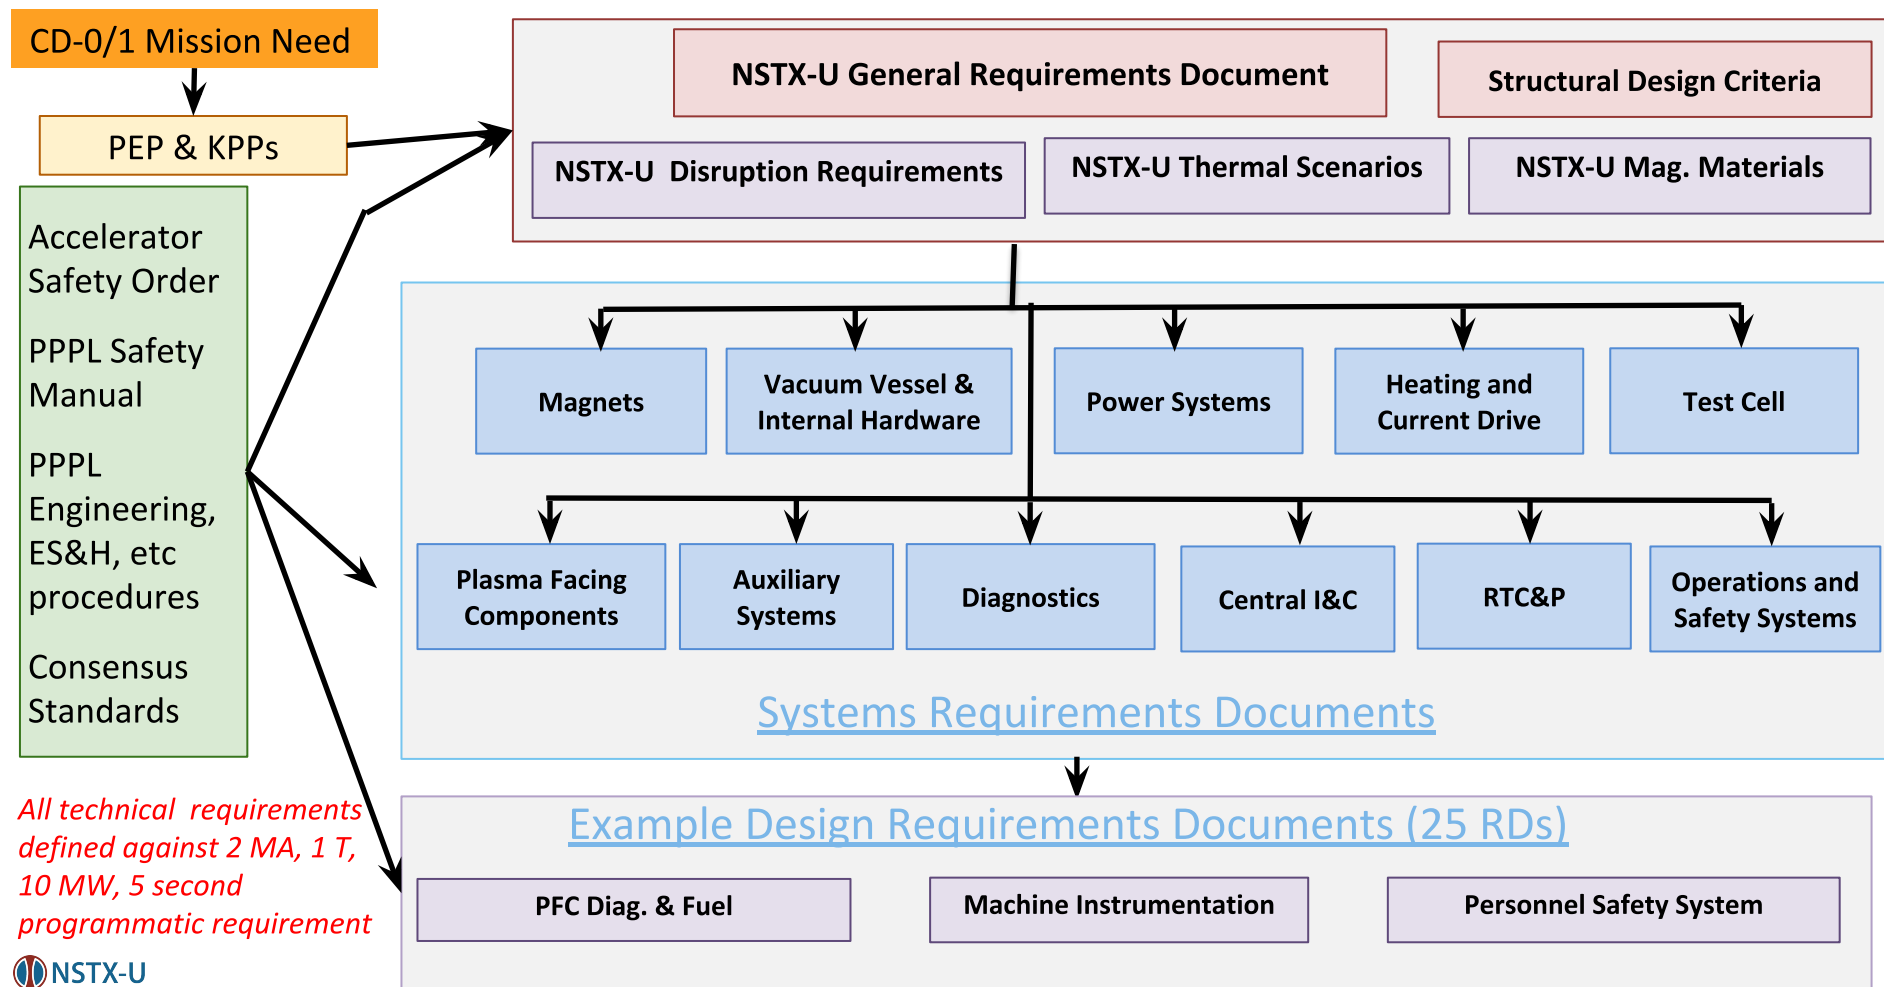 CD-0/1 Mission Need
PEP & KPPs
Accelerator
Safety Order
PPPL Safety
Manual
PPPL
Engineering,
ES&H, etc
procedures
Consensus
Standards
All technical requirements
defined against 2 MA, 1 T,
10 MW, 5 second
programmatic requirement
NSTX-U
NSTX-U General Requirements Document
Structural Design Criteria
NSTX-U Disruption Requirements
NSTX-U Thermal Scenarios
NSTX-U Mag. Materials
Magnets
Vacuum Vessel &
Internal Hardware
Power Systems
Heating and
Current Drive
Test Cell
Plasma Facing
Components
Auxiliary
Systems
Diagnostics
Central I&C
RTC&P
Operations and
Safety Systems
Systems Requirements Documents
Example Design Requirements Documents (25 RDs)
PFC Diag. & Fuel
Machine Instrumentation
Personnel Safety System